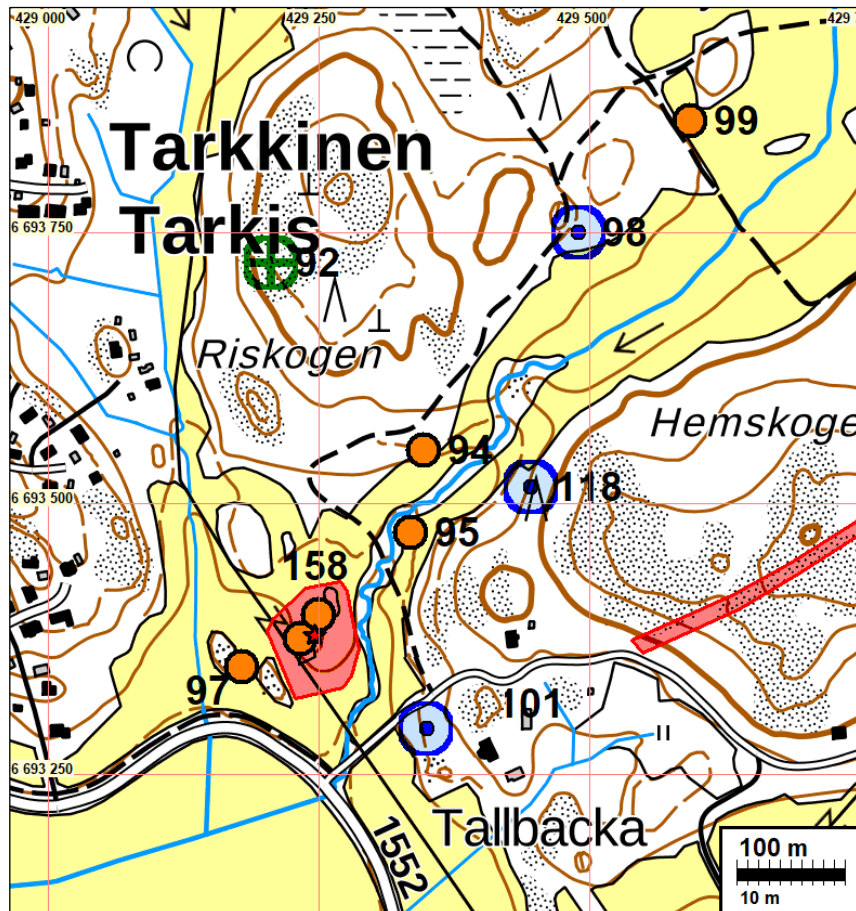 429 000
429 250
429 500
429
99
Tarkkinen
Tarkis
6 693 750
98
92
Riskogen
Hemskoge
94
118
6 693 500
95
158
97
101
6 693 250
Tallbacka
1552
100 m
10 m